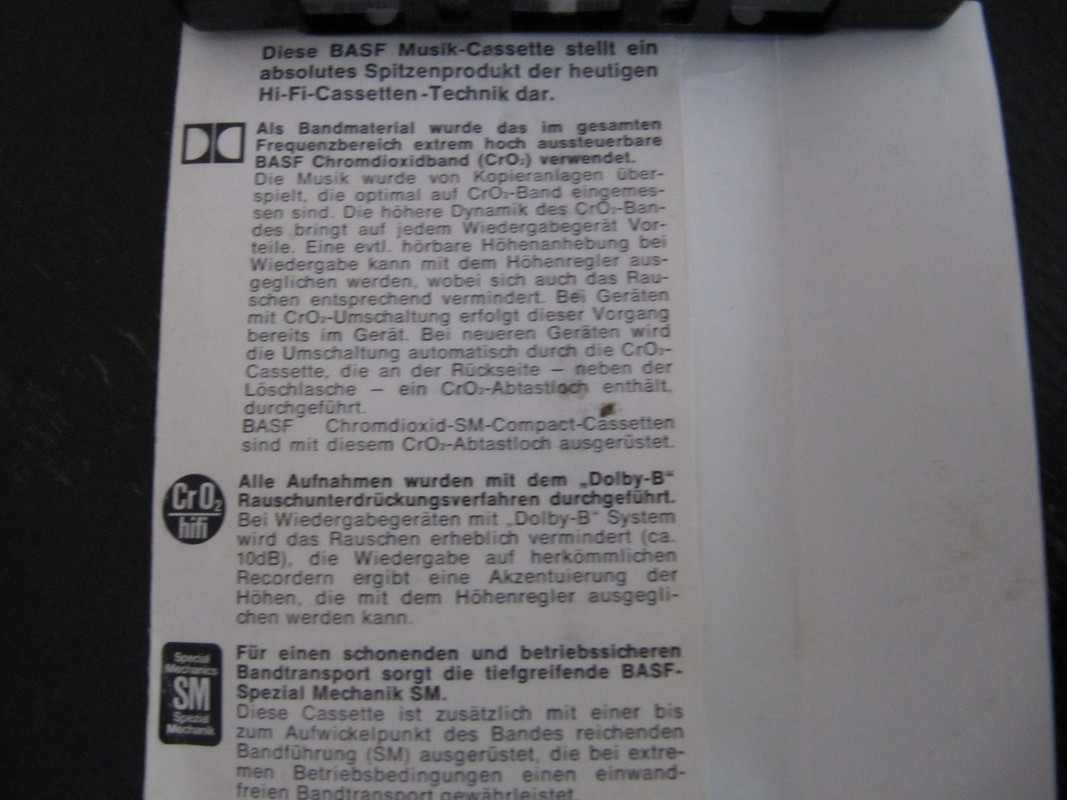 Diese BASF Musik-Cassette stellt ein
absolutes Spitzenprodukt der heutigen
Hi-Fi-Cassetten-Technik dar.
Als Bandmaterial wurde das im gesamten
Frequenzbereich extrem hoch aussteuerbare
BASF Chromdioxidband (CrO₂) verwendet.
Die Musik wurde von Kopieranlagen über-
spielt, die optimal auf CrO₂-Band eingemes-
sen sind. Die höhere Dynamik des CrO₂-Ban-
des bringt auf jedem Wiedergabegerät Vor-
teile. Eine evtl. hörbare Höhenanhebung bei
Wiedergabe kann mit dem Höhenregler aus-
geglichen werden, wobei sich auch das Rau-
schen entsprechend vermindert. Bei Geräten
mit CrO₂-Umschaltung erfolgt dieser Vorgang
bereits im Gerät. Bei neueren Geräten wird
die Umschaltung automatisch durch die CrO₂-
Cassette, die an der Rückseite – neben der
Löschlasche – ein CrO₂-Abtastloch enthält,
durchgeführt.
BASF Chromdioxid-SM-Compact-Cassetten
sind mit diesem CrO₂-Abtastloch ausgerüstet.
CrO₂
hifi
Alle Aufnahmen wurden mit dem „Dolby-B“
Rauschunterdrückungsverfahren durchgeführt.
Bei Wiedergabegeräten mit „Dolby-B“ System
wird das Rauschen erheblich vermindert (ca.
10dB), die Wiedergabe auf herkömmlichen
Recordern ergibt eine Akzentuierung der
Höhen, die mit dem Höhenregler ausgegli-
chen werden kann.
Special
Mechanics
SM
Spezial
Mechanik
Für einen schonenden und betriebssicheren
Bandtransport sorgt die tiefgreifende BASF-
Spezial Mechanik SM.
Diese Cassette ist zusätzlich mit einer bis
zum Aufwickelpunkt des Bandes reichenden
Bandführung (SM) ausgerüstet, die bei extre-
men Betriebsbedingungen einen einwand-
freien Bandtransport gewährleistet.